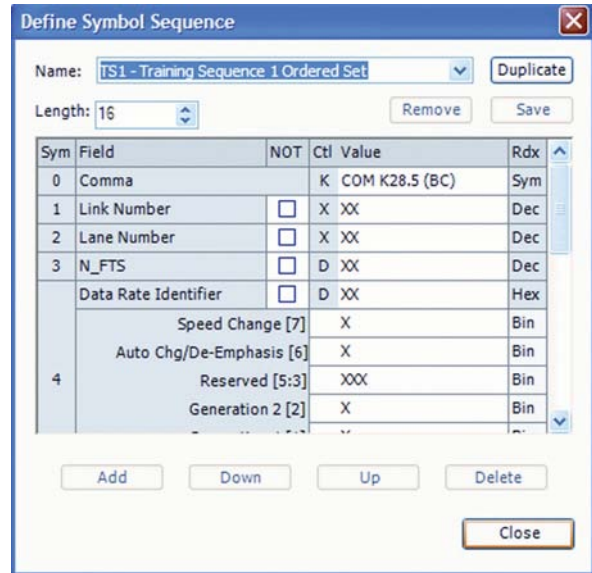 Define Symbol Sequence
Name: TS1 - Training Sequence 1 Ordered Set Duplicate
Length: 16 Remove Save
Sym Field NOT Ctl Value Rdx
0 Comma K COM K28.5 (BC) Sym
1 Link Number X XX Dec
2 Lane Number X XX Dec
3 N_FTS D XX Dec
4 Data Rate Identifier D XX Hex
Speed Change [7] X Bin
Auto Chg/De-Emphasis [6] X Bin
Reserved [5:3] XXX Bin
Generation 2 [2] X Bin
Add Down Up Delete
Close